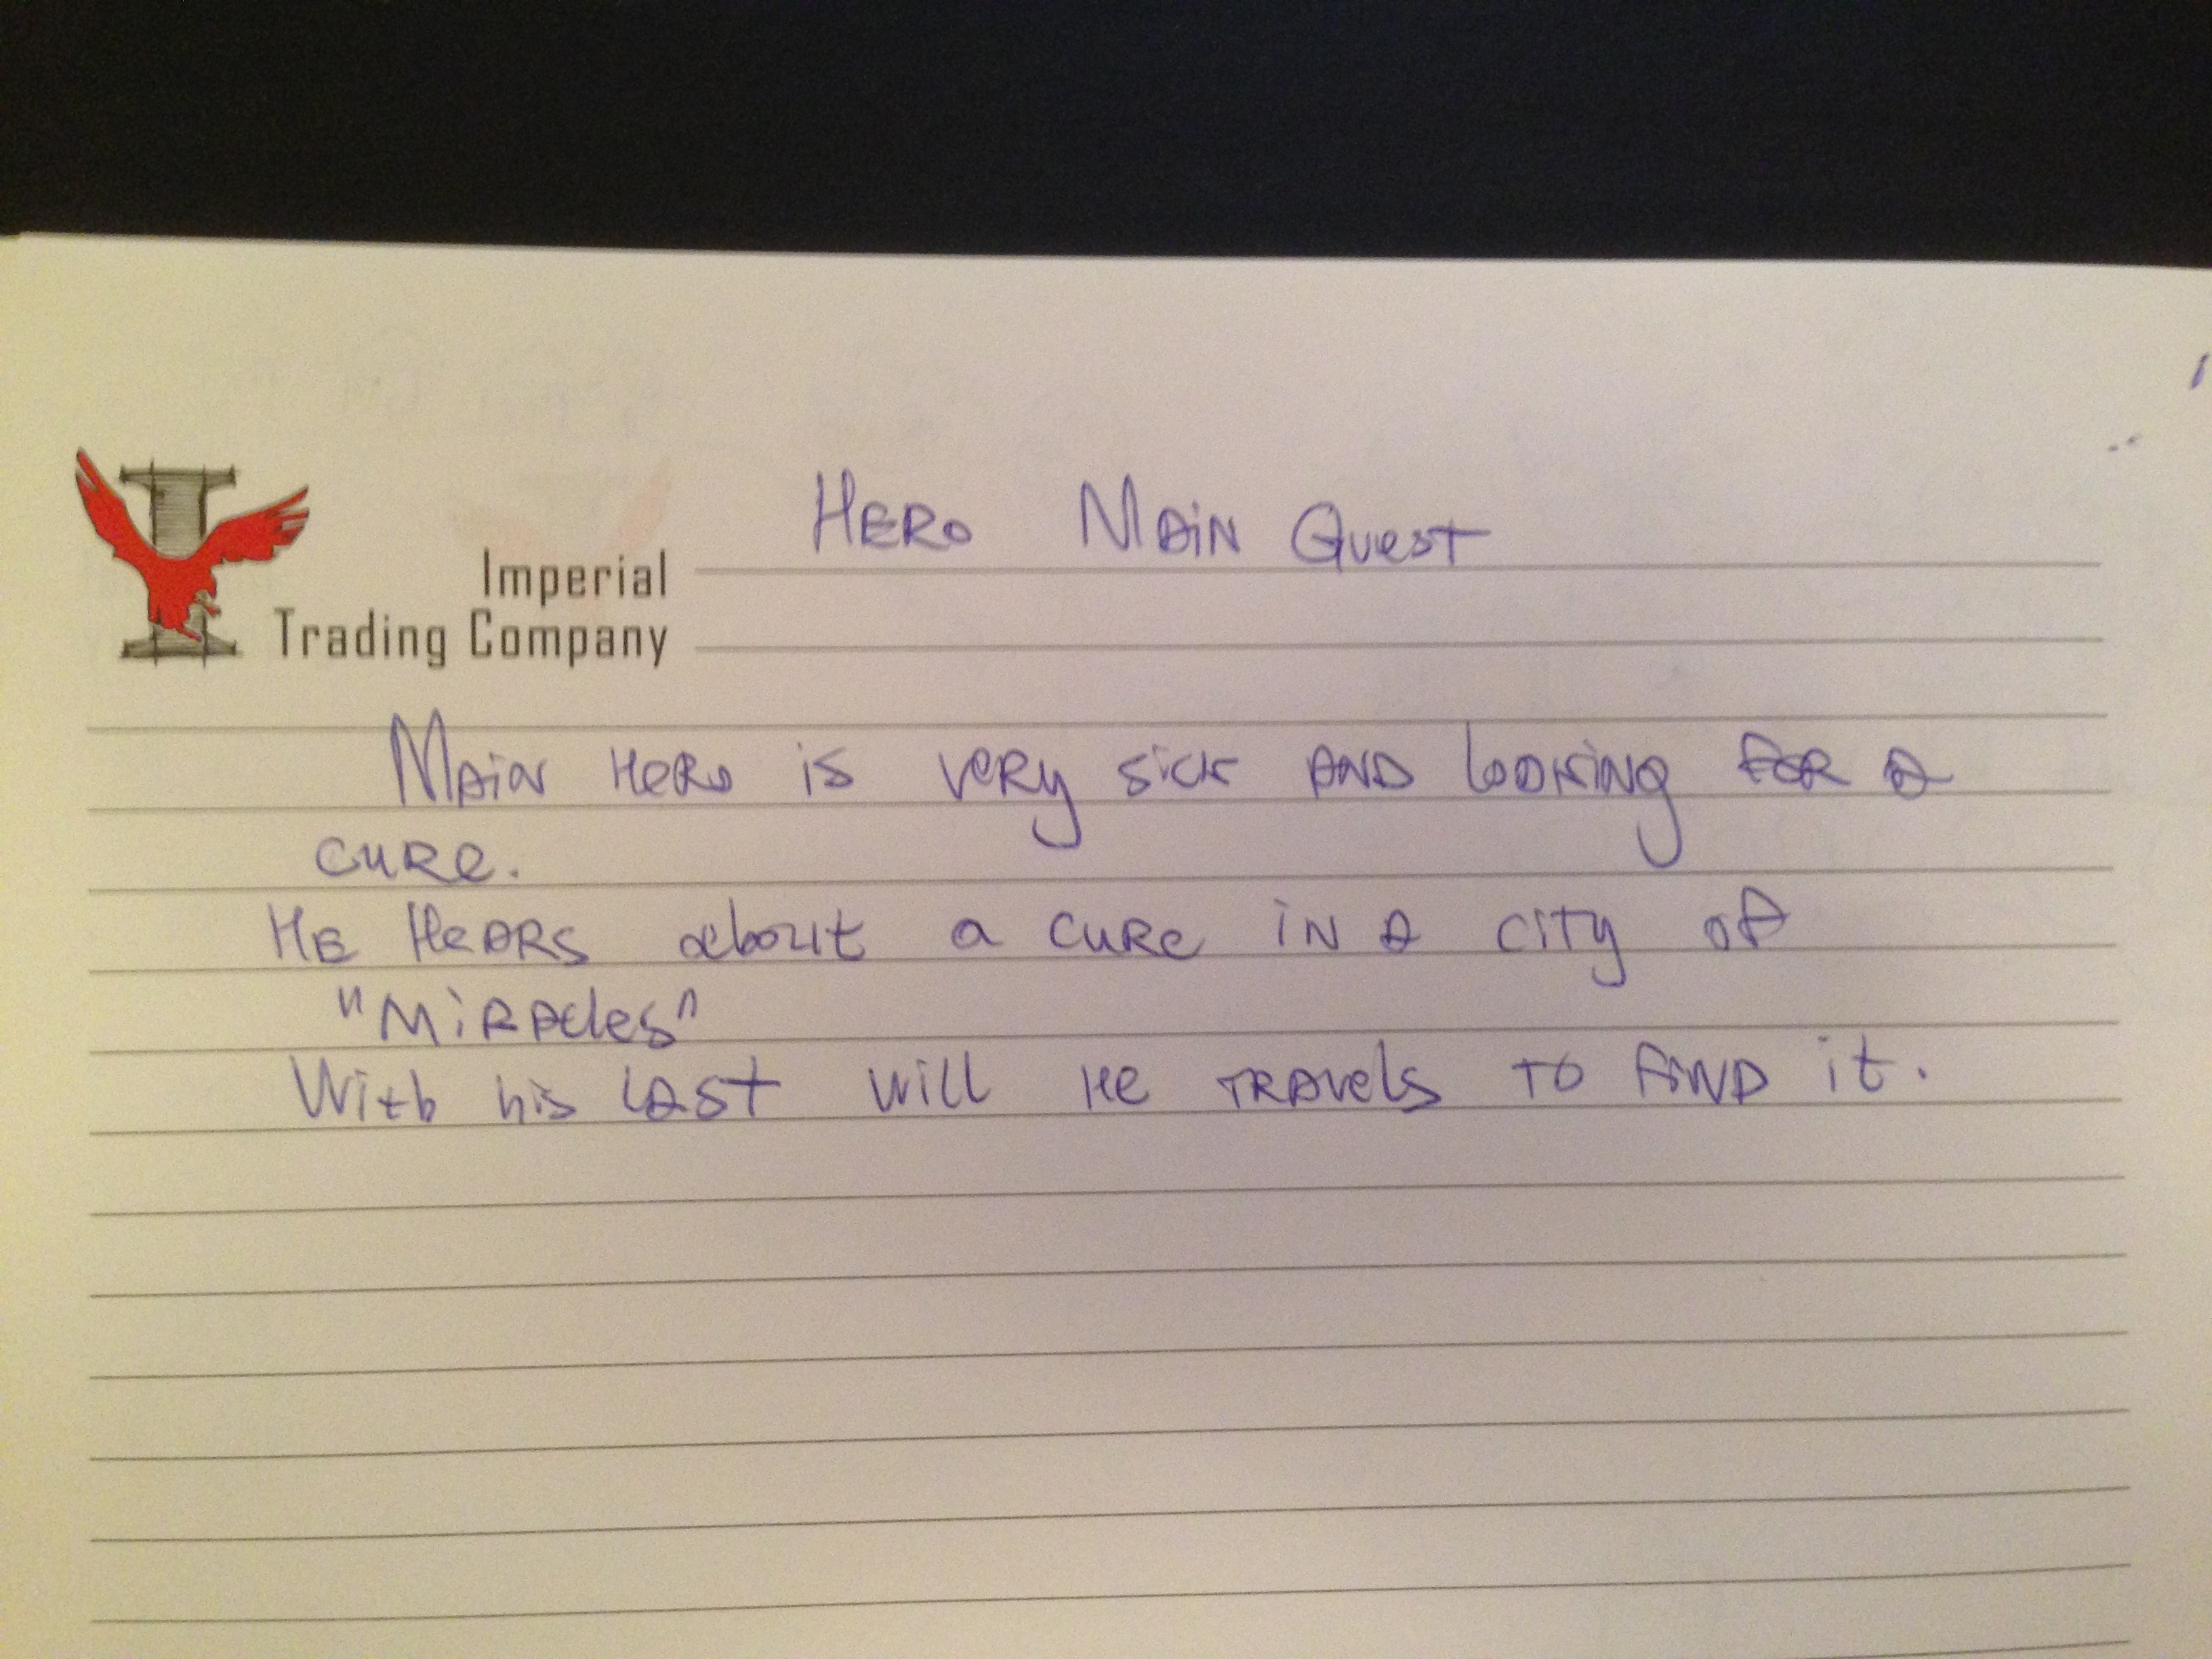 Imperial
Trading Company
Hero Main Quest
Main Hero is very sick and looking for a
cure.
He hears about a cure in a city of
"Miracles"
With his last will he travels to find it.